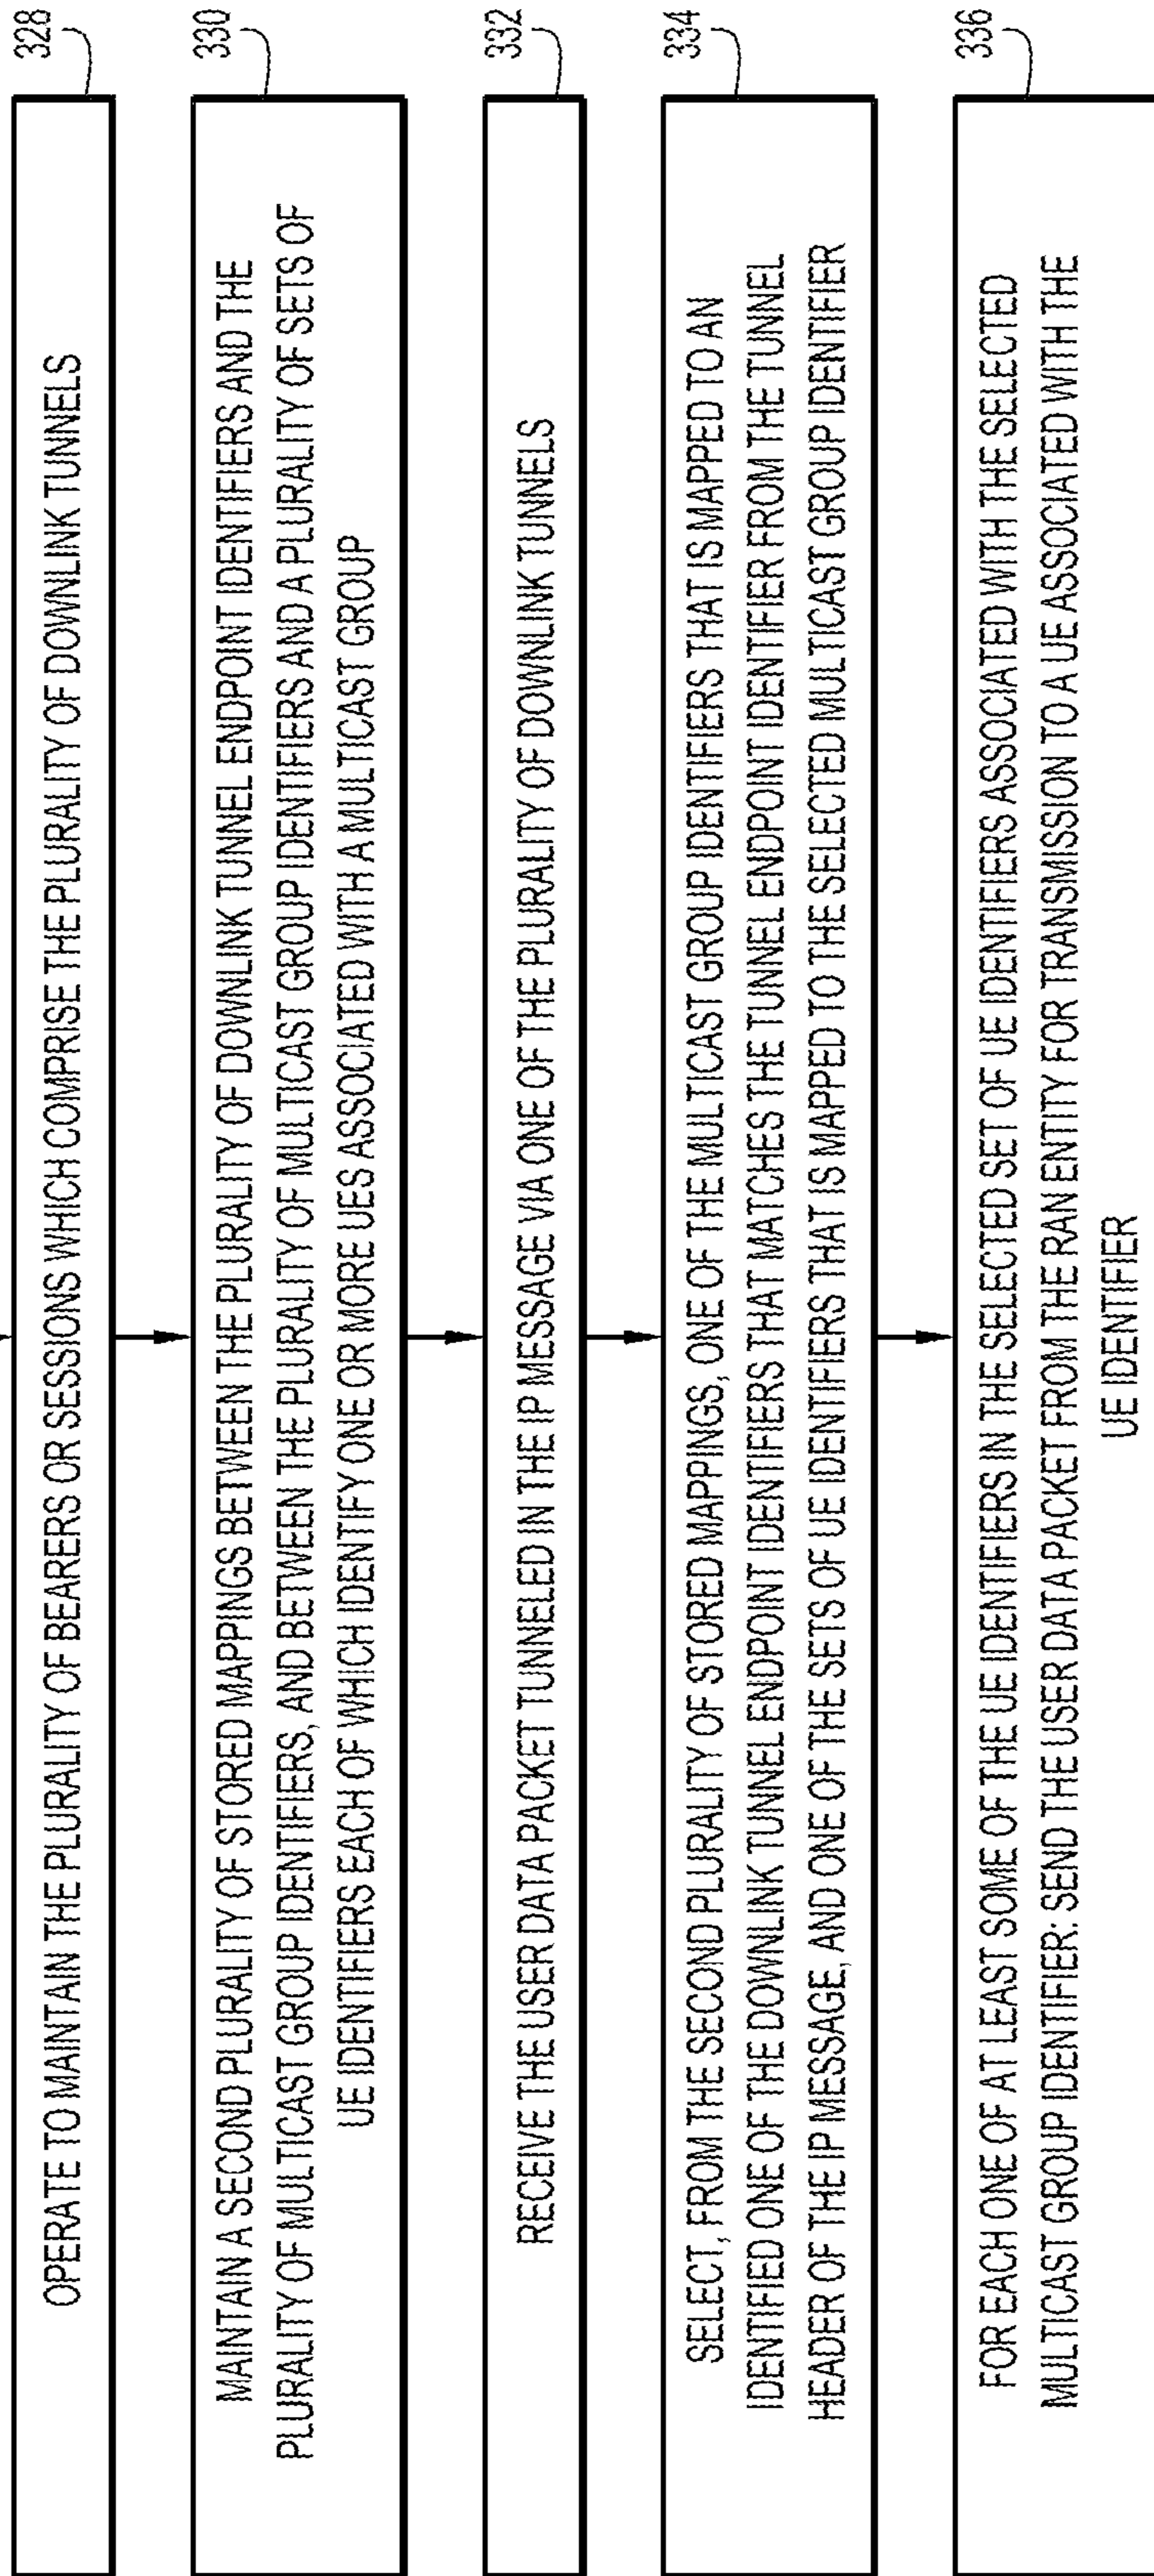 328
OPERATE TO MAINTAIN THE PLURALITY OF BEARERS OR SESSIONS WHICH COMPRISE THE PLURALITY OF DOWNLINK TUNNELS
330
MAINTAIN A SECOND PLURALITY OF STORED MAPPINGS BETWEEN THE PLURALITY OF DOWNLINK TUNNEL ENDPOINT IDENTIFIERS AND THE
PLURALITY OF MULTICAST GROUP IDENTIFIERS, AND BETWEEN THE PLURALITY OF MULTICAST GROUP IDENTIFIERS AND A PLURALITY OF SETS OF
UE IDENTIFIERS EACH OF WHICH IDENTIFY ONE OR MORE UES ASSOCIATED WITH A MULTICAST GROUP
332
RECEIVE THE USER DATA PACKET TUNNELED IN THE IP MESSAGE VIA ONE OF THE PLURALITY OF DOWNLINK TUNNELS
334
SELECT, FROM THE SECOND PLURALITY OF STORED MAPPINGS, ONE OF THE MULTICAST GROUP IDENTIFIERS THAT IS MAPPED TO AN
IDENTIFIED ONE OF THE DOWNLINK TUNNEL ENDPOINT IDENTIFIERS THAT MATCHES THE TUNNEL ENDPOINT IDENTIFIER FROM THE TUNNEL
HEADER OF THE IP MESSAGE, AND ONE OF THE SETS OF UE IDENTIFIERS THAT IS MAPPED TO THE SELECTED MULTICAST GROUP IDENTIFIER
336
FOR EACH ONE OF AT LEAST SOME OF THE UE IDENTIFIERS IN THE SELECTED SET OF UE IDENTIFIERS ASSOCIATED WITH THE SELECTED
MULTICAST GROUP IDENTIFIER: SEND THE USER DATA PACKET FROM THE RAN ENTITY FOR TRANSMISSION TO A UE ASSOCIATED WITH THE
UE IDENTIFIER